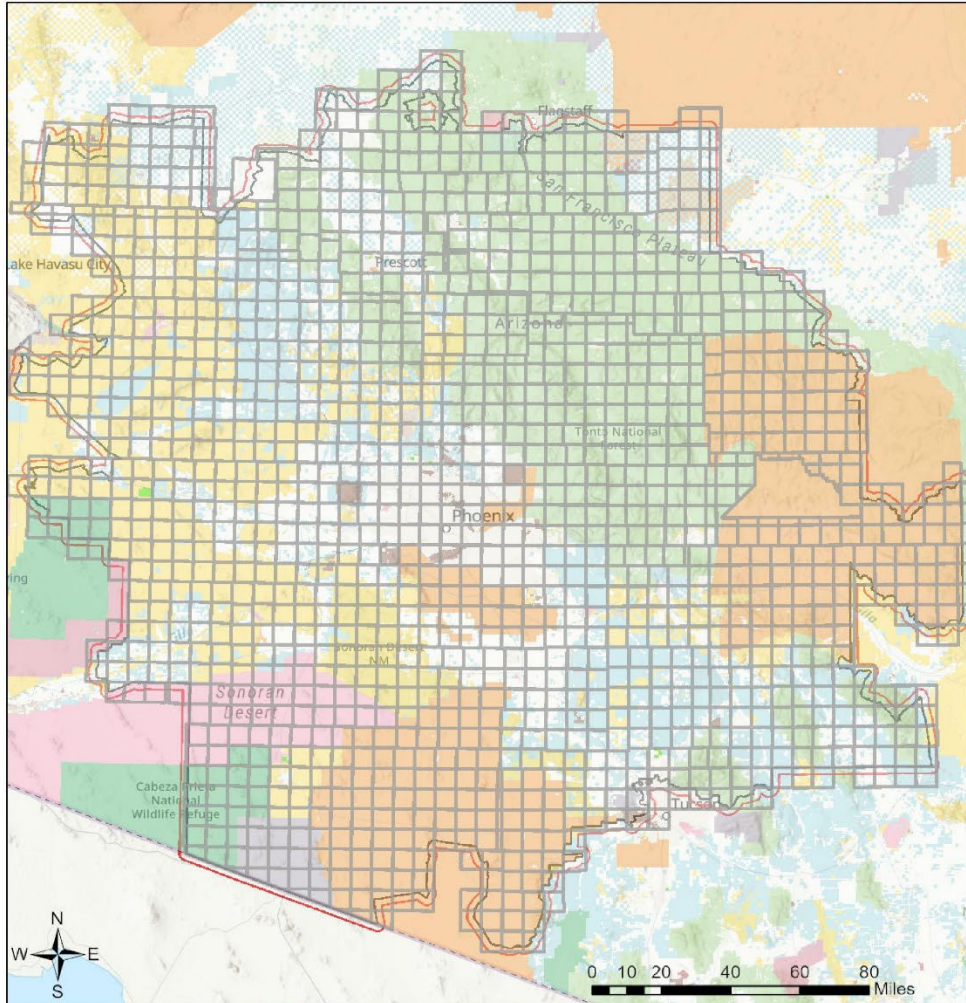 Flagstaff
San Francisco Plateau
Lake Havasu City
Prescott
Arizona
Tonto National
Forest
Phoenix
Sonoran Desert
NM
Sonoran
Desert
Cabeza Prieta
National
Wildlife Refuge
Tucson
N
W E
S
0 10 20 40 60 80
Miles